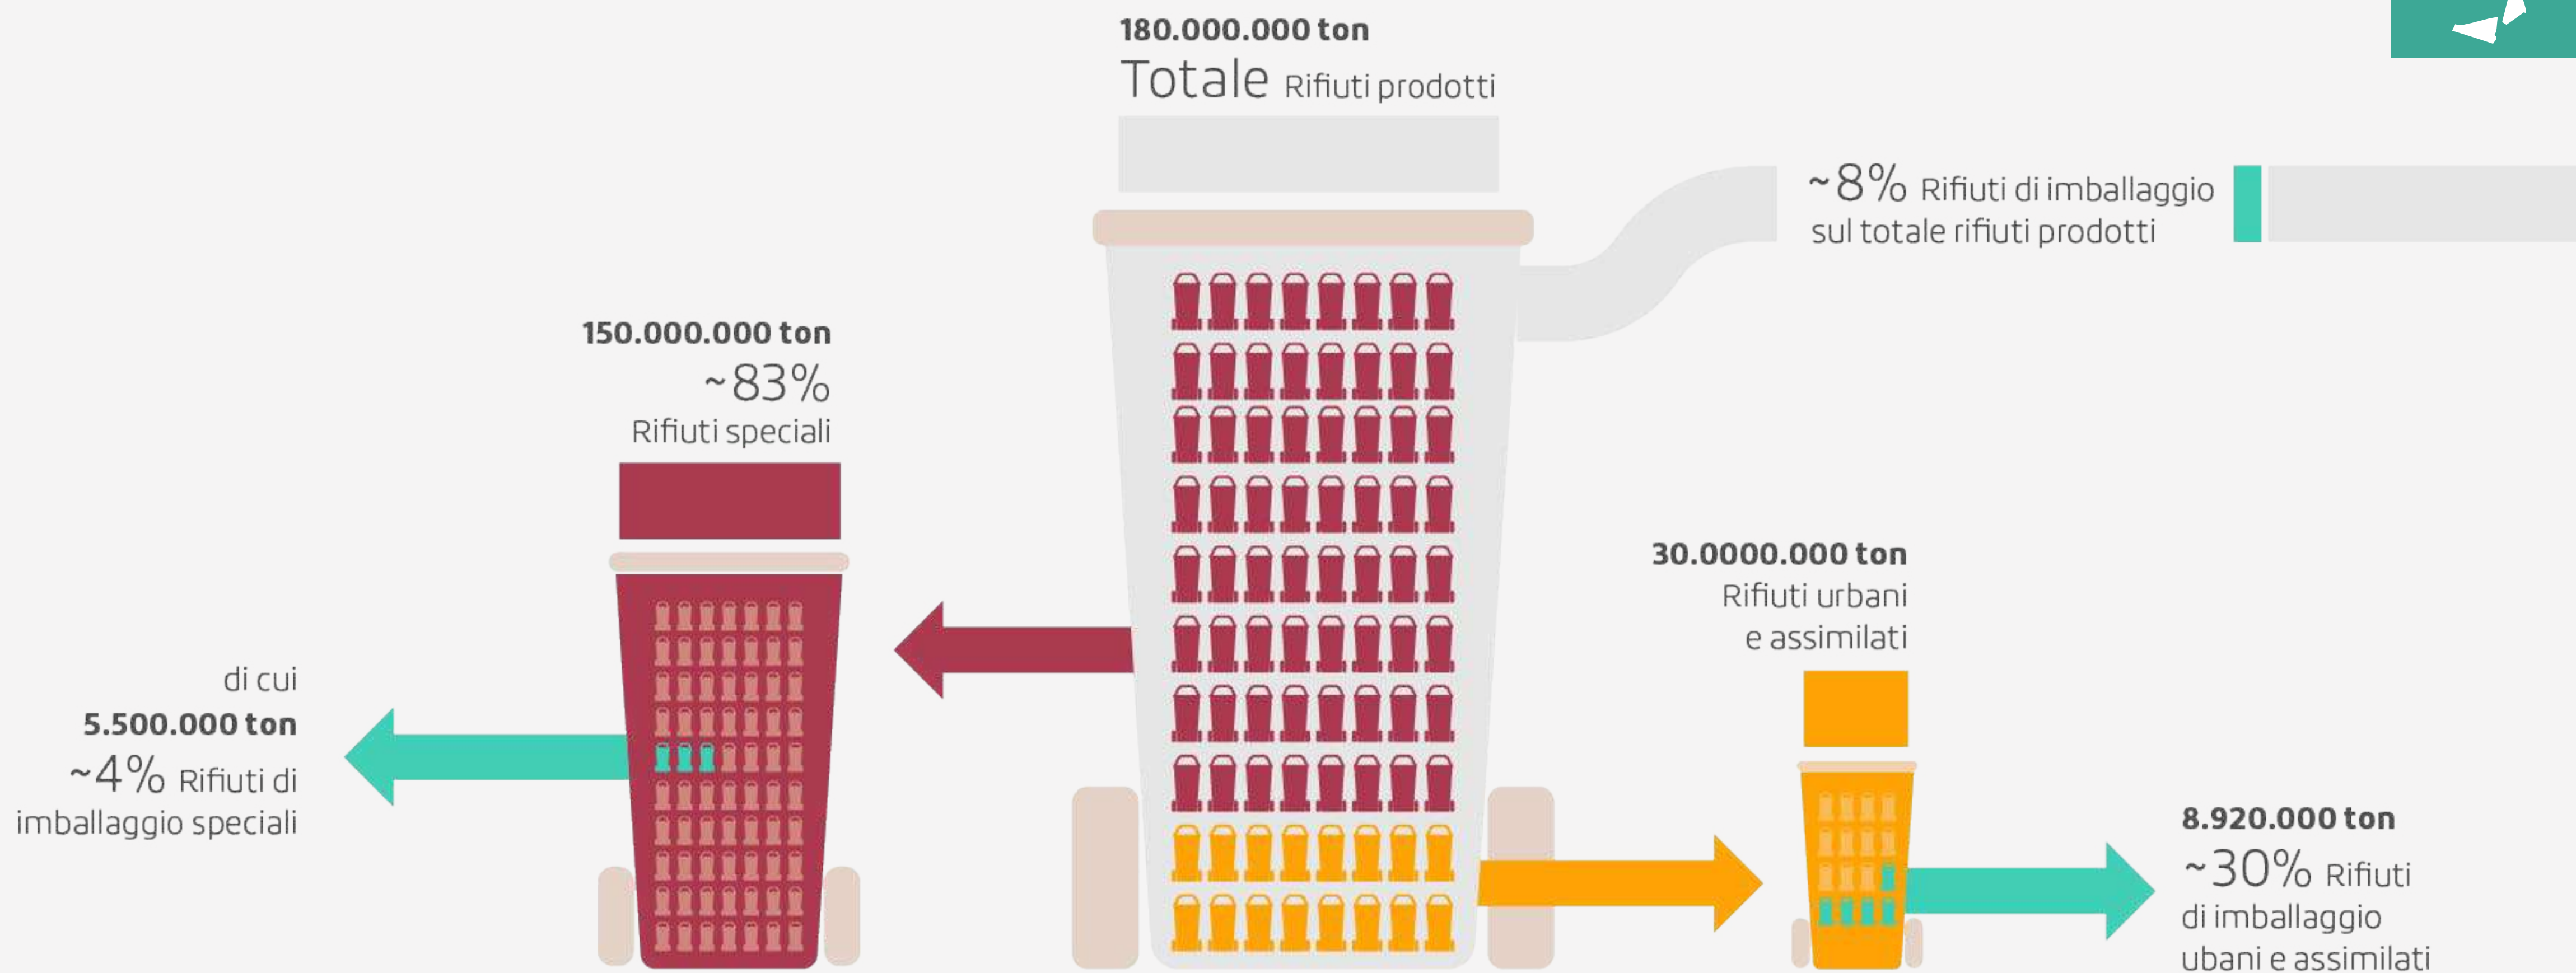 180.000.000 ton
Totale Rifiuti prodotti
~8% Rifiuti di imballaggio
sul totale rifiuti prodotti
150.000.000 ton
~83%
Rifiuti speciali
di cui
5.500.000 ton
~4% Rifiuti di
imballaggio speciali
30.0000.000 ton
Rifiuti urbani
e assimilati
8.920.000 ton
~30% Rifiuti
di imballaggio
ubani e assimilati